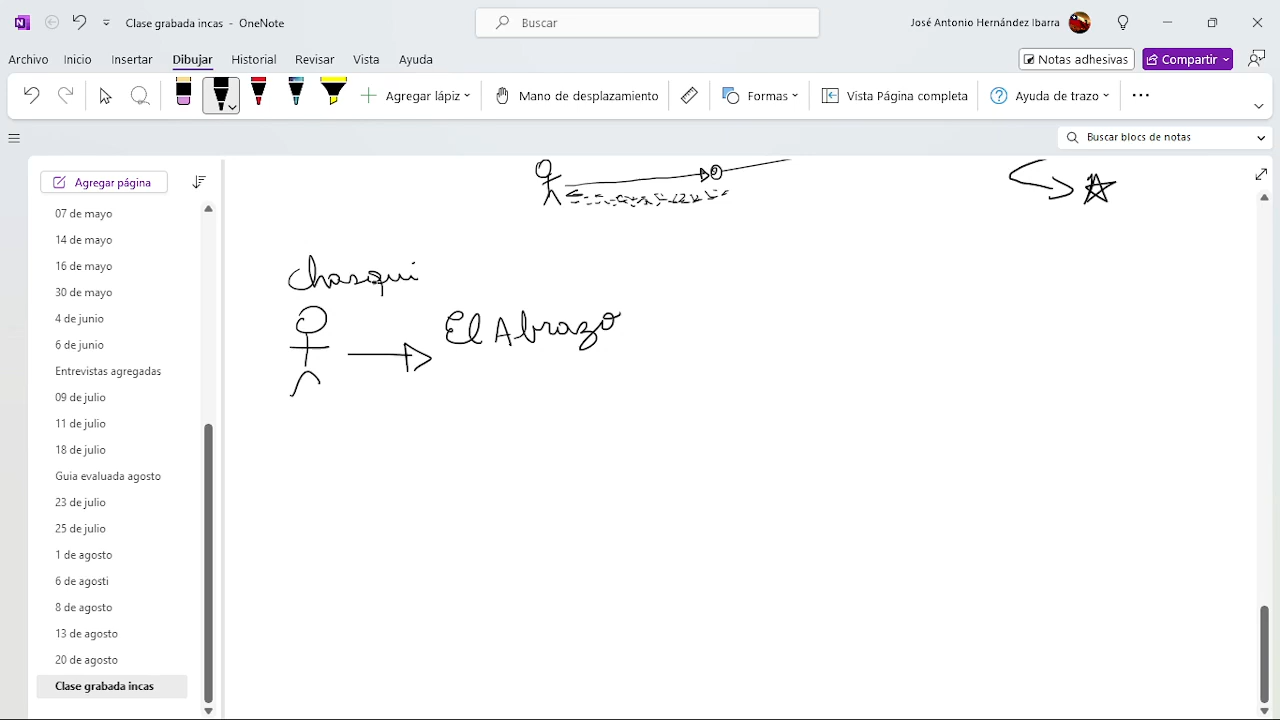 Clase grabada incas - OneNote
Buscar
José Antonio Hernández Ibarra
Archivo Inicio Insertar Dibujar Historial Revisar Vista Ayuda
Notas adhesivas Compartir
Agregar lápiz Mano de desplazamiento Formas Vista Página completa Ayuda de trazo
Buscar blocs de notas
Agregar página
07 de mayo
14 de mayo
16 de mayo
30 de mayo
4 de junio
6 de junio
Entrevistas agregadas
09 de julio
11 de julio
18 de julio
Guia evaluada agosto
23 de julio
25 de julio
1 de agosto
6 de agosti
8 de agosto
13 de agosto
20 de agosto
Clase grabada incas
Chasqui
El Abrazo